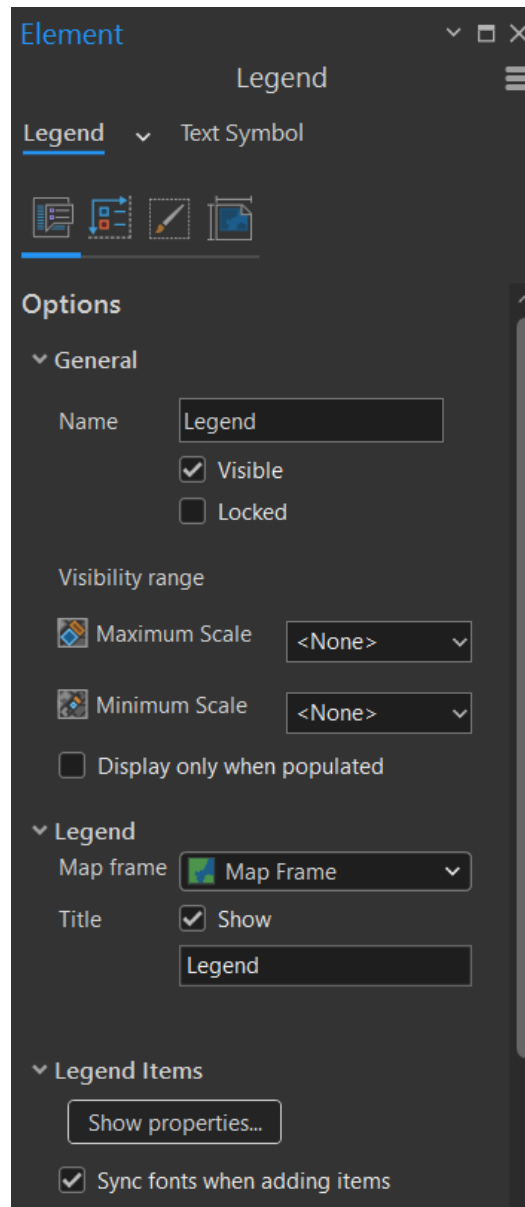 Element
Legend
Legend Text Symbol
Options
General
Name Legend
Visible
Locked
Visibility range
Maximum Scale <None>
Minimum Scale <None>
Display only when populated
Legend
Map frame Map Frame
Title Show
Legend
Legend Items
Show properties...
Sync fonts when adding items